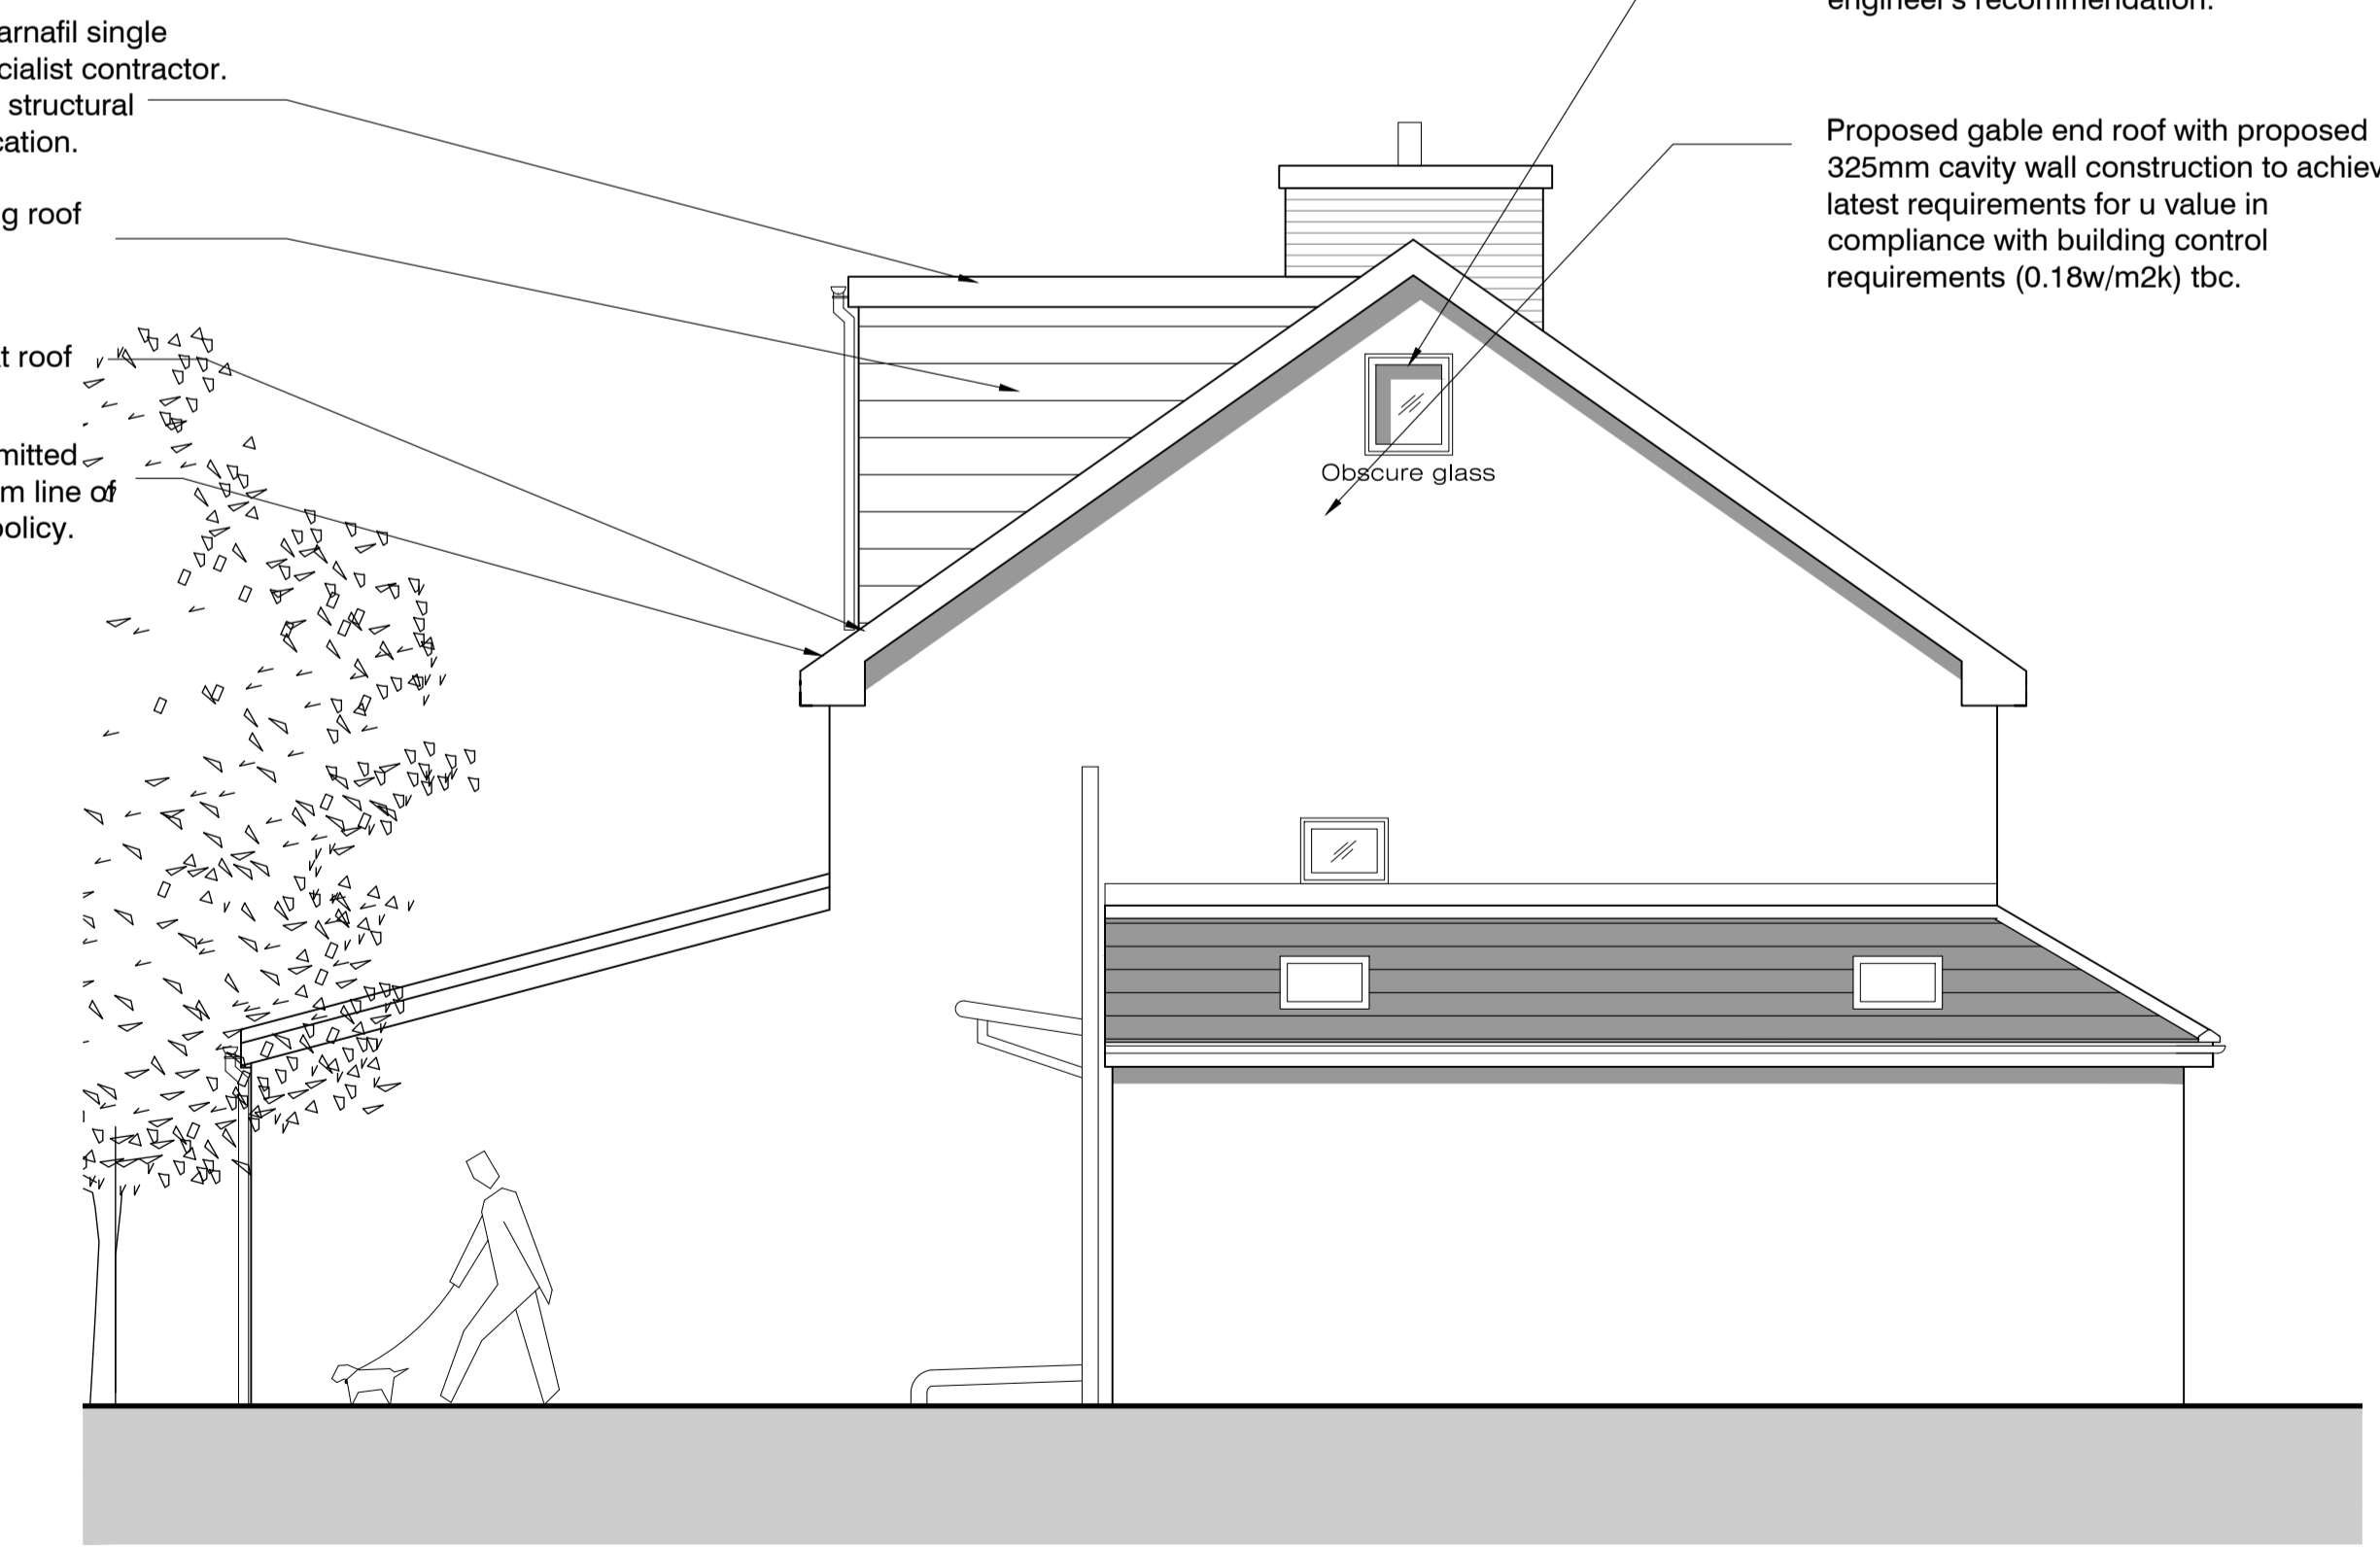 arnafil single
cialist contractor.
structural
cation.
g roof
t roof
mitted
m line of
policy.
engineer's recommendation.
Proposed gable end roof with proposed
325mm cavity wall construction to achiev
latest requirements for u value in
compliance with building control
requirements (0.18w/m2k) tbc.
Obscure glass